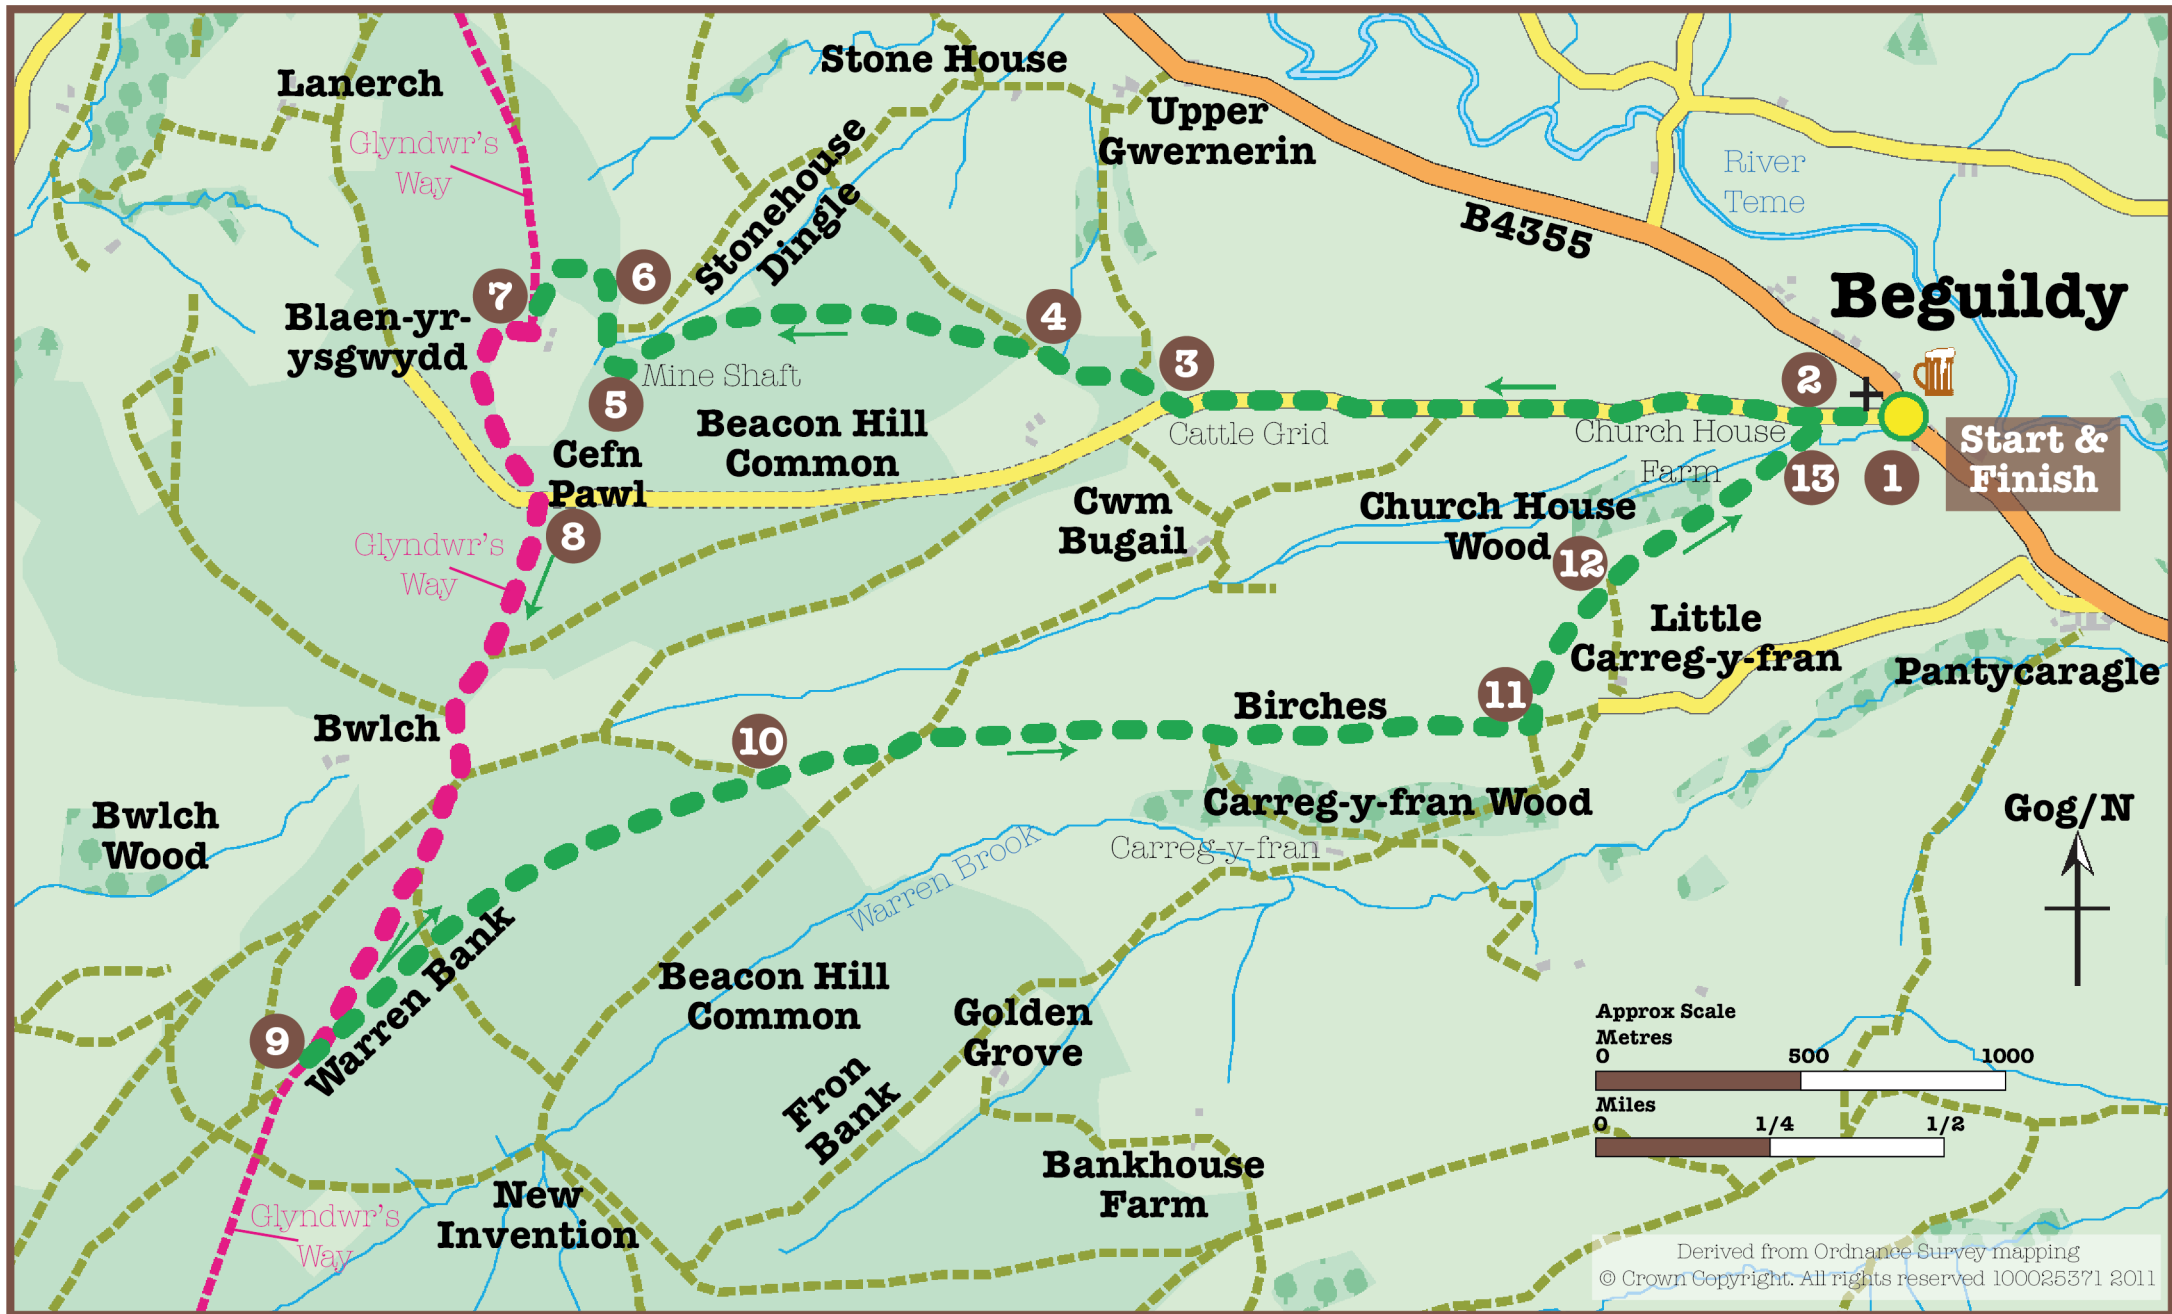 Stone House
Lanerch
Upper
Gwernerin
Glyndwr's
Way
Stonehouse
Dingle
River
Teme
B4355
Beguildy
6
7
Blaen-yr-
ysgwydd
4
3
2
Mine Shaft
5
Beacon Hill
Common
Cattle Grid
Church House
Farm
Start &
Finish
13
1
Cefn
Pawl
8
Cwm
Bugail
Church House
Wood
12
Glyndwr's
Way
Little
Carreg-y-fran
Pantycaragle
11
Birches
Bwlch
10
Bwlch
Wood
Carreg-y-fran Wood
Carreg-y-fran
Gog/N
Warren Brook
Warren Bank
9
Beacon Hill
Common
Golden
Grove
Fron
Bank
Approx Scale
Metres
0 500 1000
Miles
0 1/4 1/2
Bankhouse
Farm
New
Invention
Glyndwr's
Way
Derived from Ordnance Survey mapping
© Crown Copyright. All rights reserved 100025371 2011